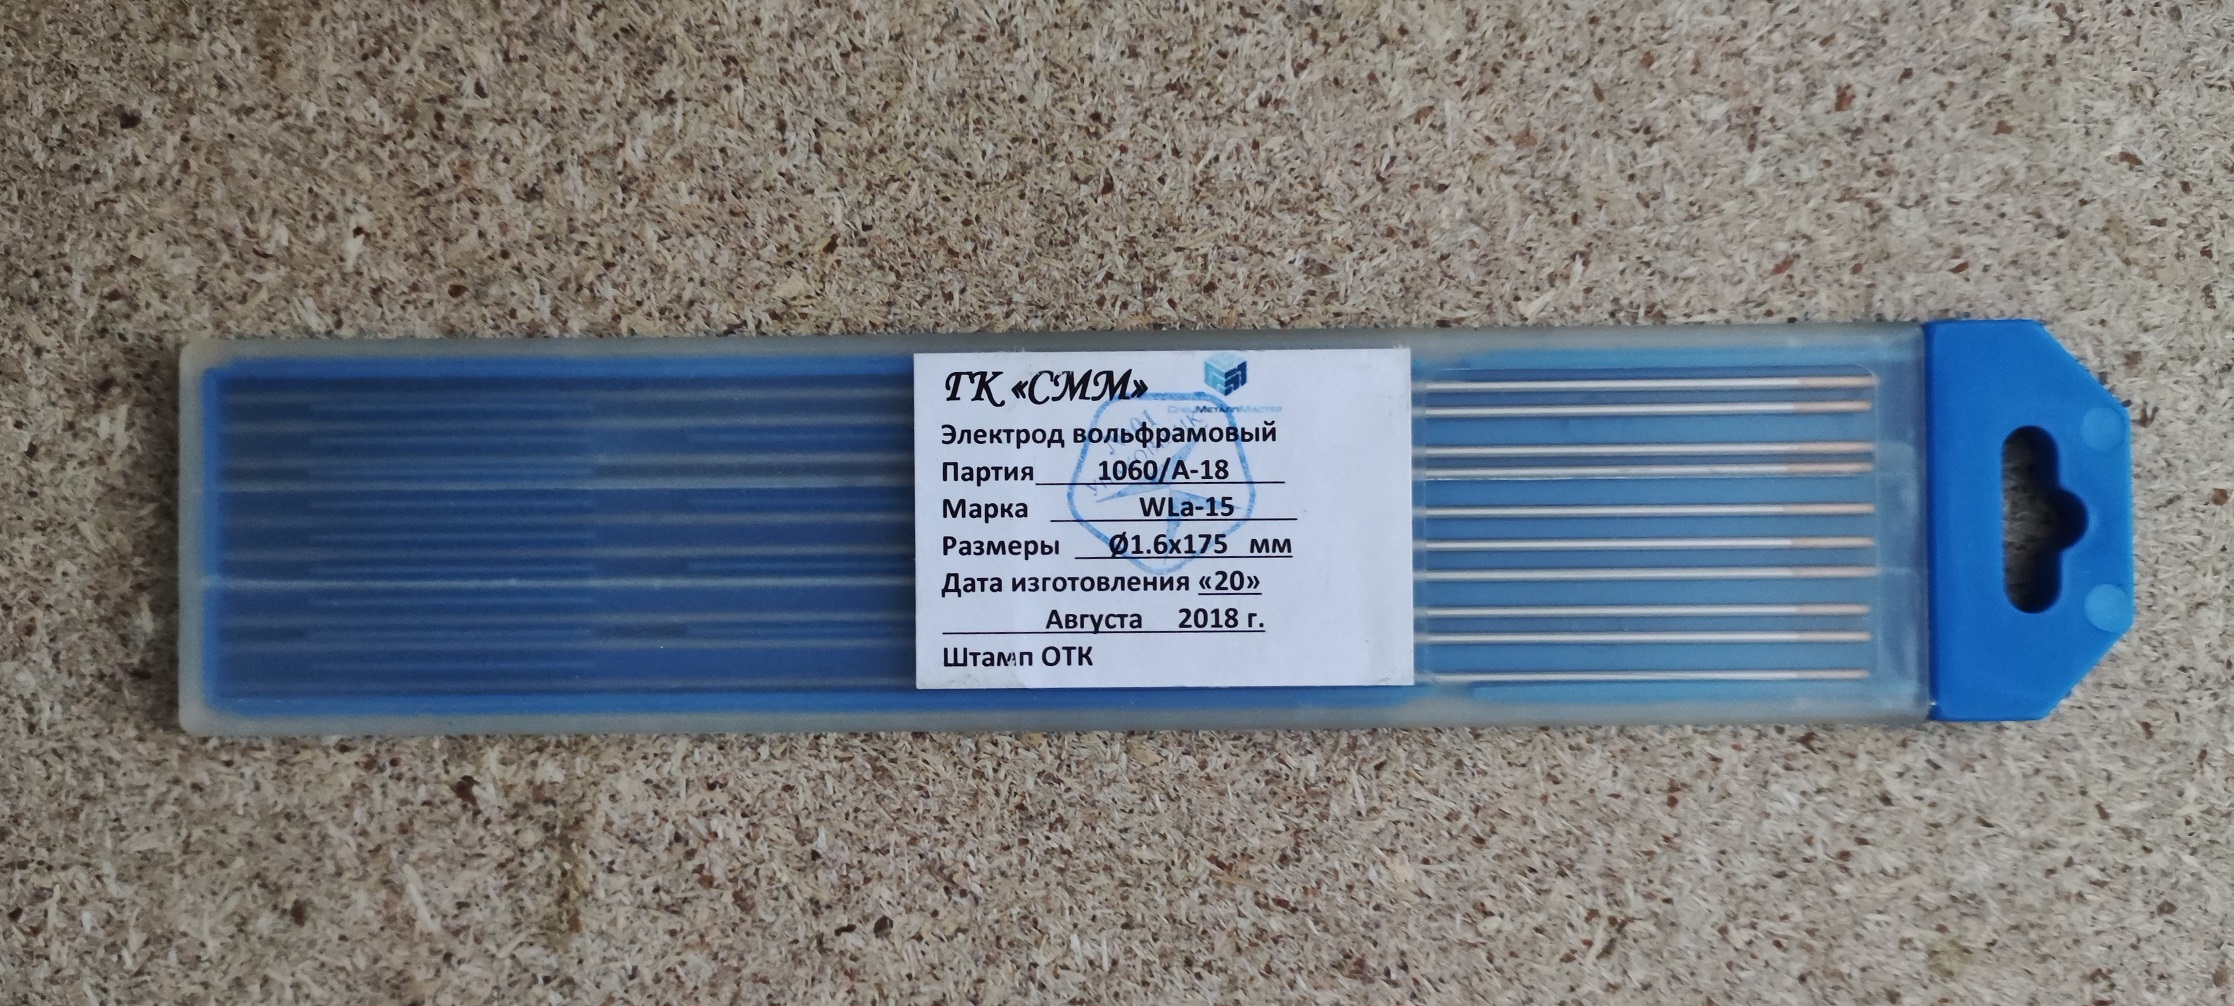 ГК «СММ»
СпецМеталлМастер
Электрод вольфрамовый
Партия 1060/А-18
Марка WLa-15
Размеры Ø1.6х175 мм
Дата изготовления «20»
Августа 2018 г.
Штамп ОТК